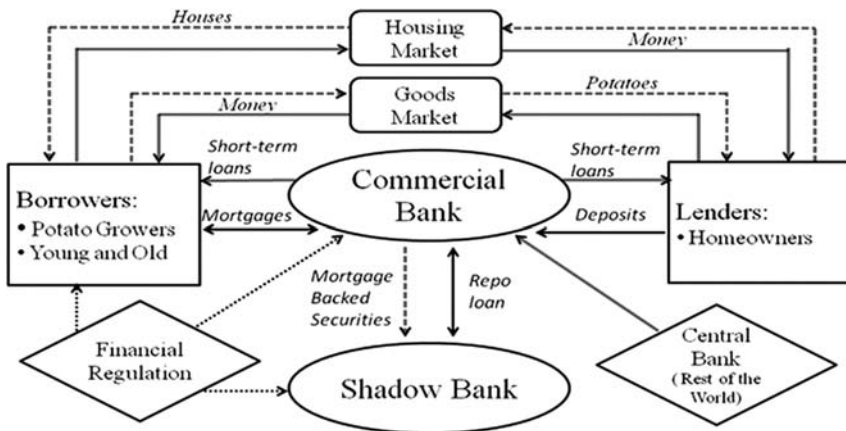 Houses
Housing
Market
Money
Money
Goods
Market
Potatoes
Short-term
loans
Commercial
Bank
Short-term
loans
Borrowers:
• Potato Growers
• Young and Old
Mortgages
Deposits
Lenders:
• Homeowners
Mortgage
Backed
Securities
Repo
loan
Financial
Regulation
Shadow Bank
Central
Bank
( Rest of the
World)